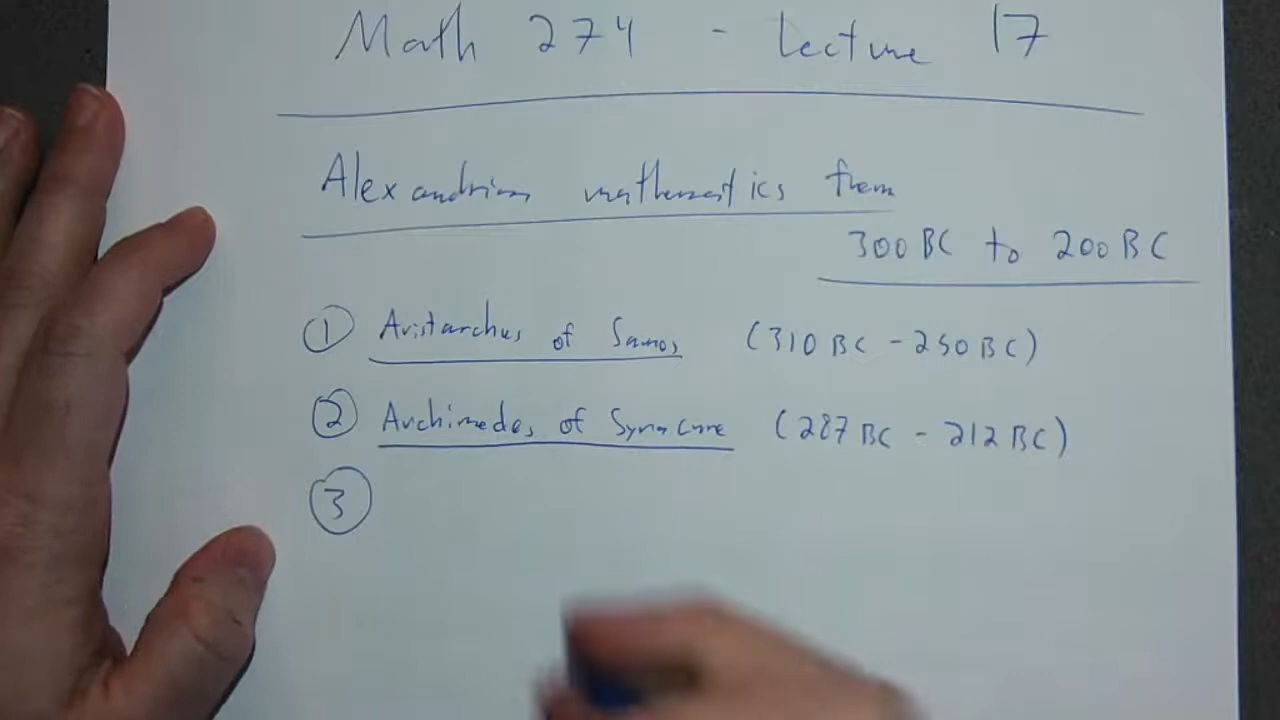 Math 274 - Lecture 17
Alexandrian mathematics from
300 BC to 200 BC
① Aristarchus of Samos (310 BC - 250 BC)
② Archimedes of Syracuse (287 BC - 212 BC)
③